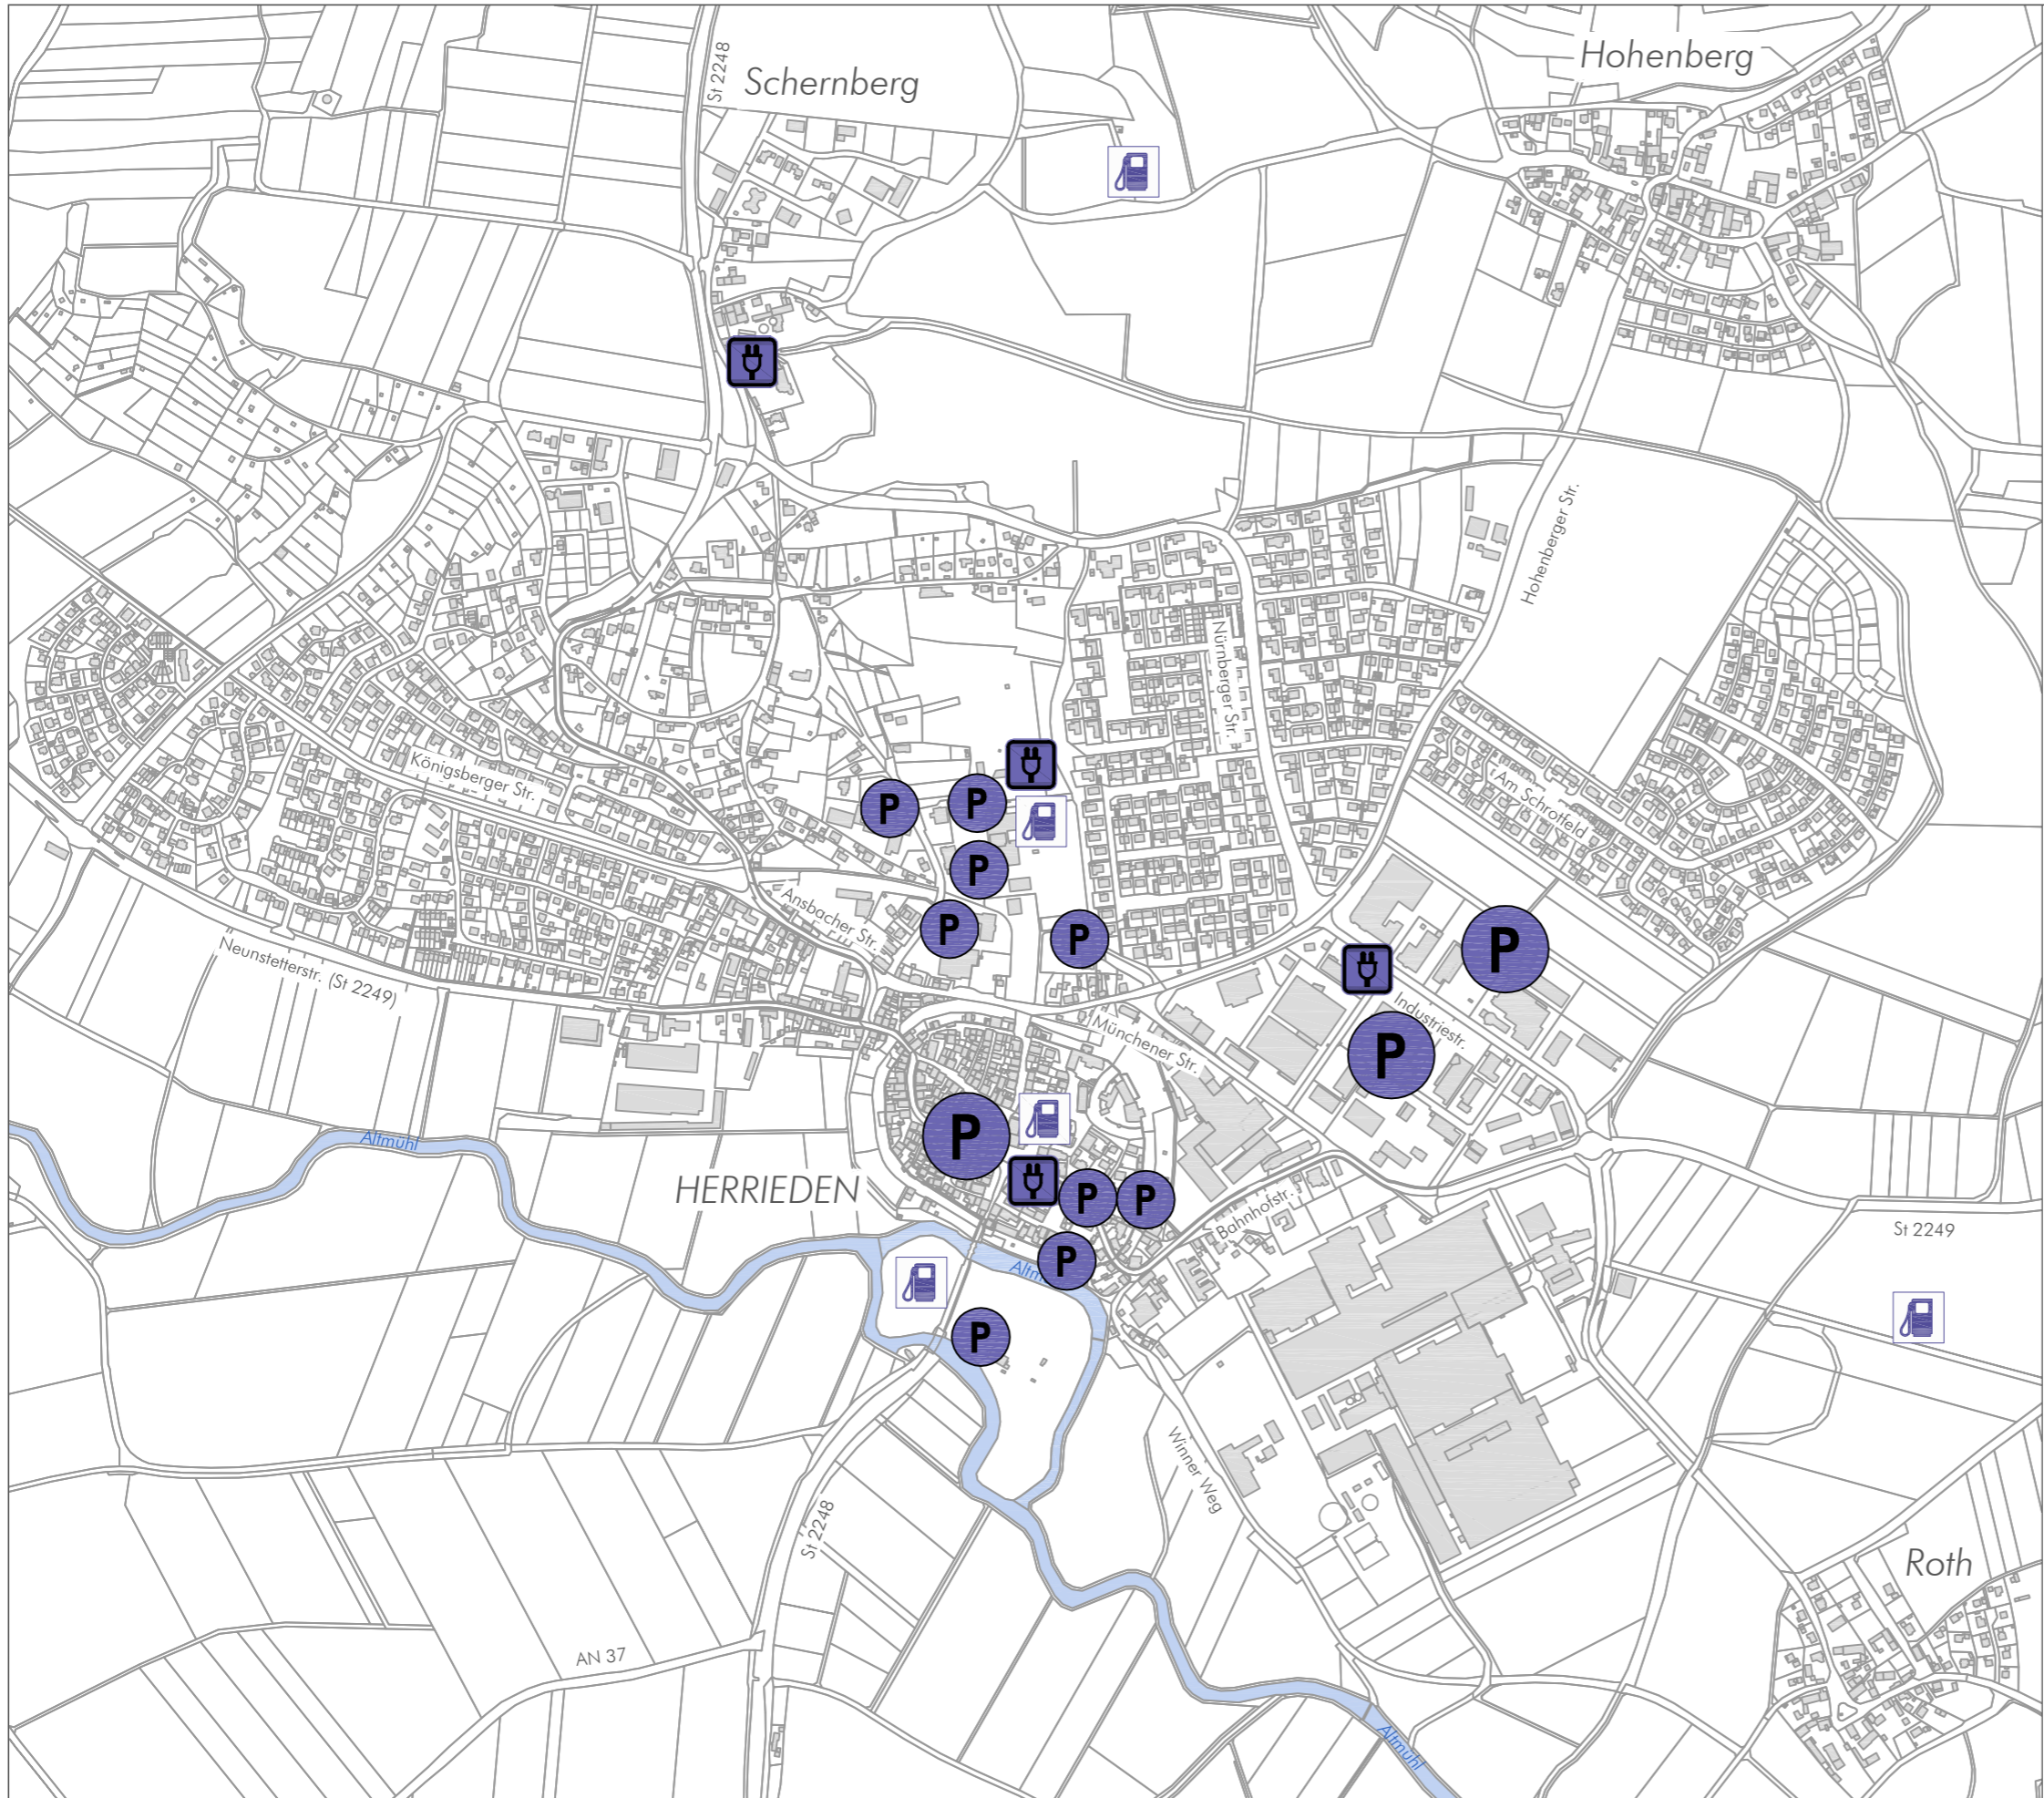 Hohenberg
St 2248
Schernberg
Hohenberger Str.
Nürnberger Str.
Königsberger Str.
Am Schrotfeld
P
P
P
Ansbacher Str.
P
P
P
Neunstetterstr. (St 2249)
Industriestr.
Münchener Str.
P
P
Altmühl
HERRIEDEN
P
P
Bahnhofstr.
St 2249
P
P
Winner Weg
St 2248
Roth
AN 37
Altmühl